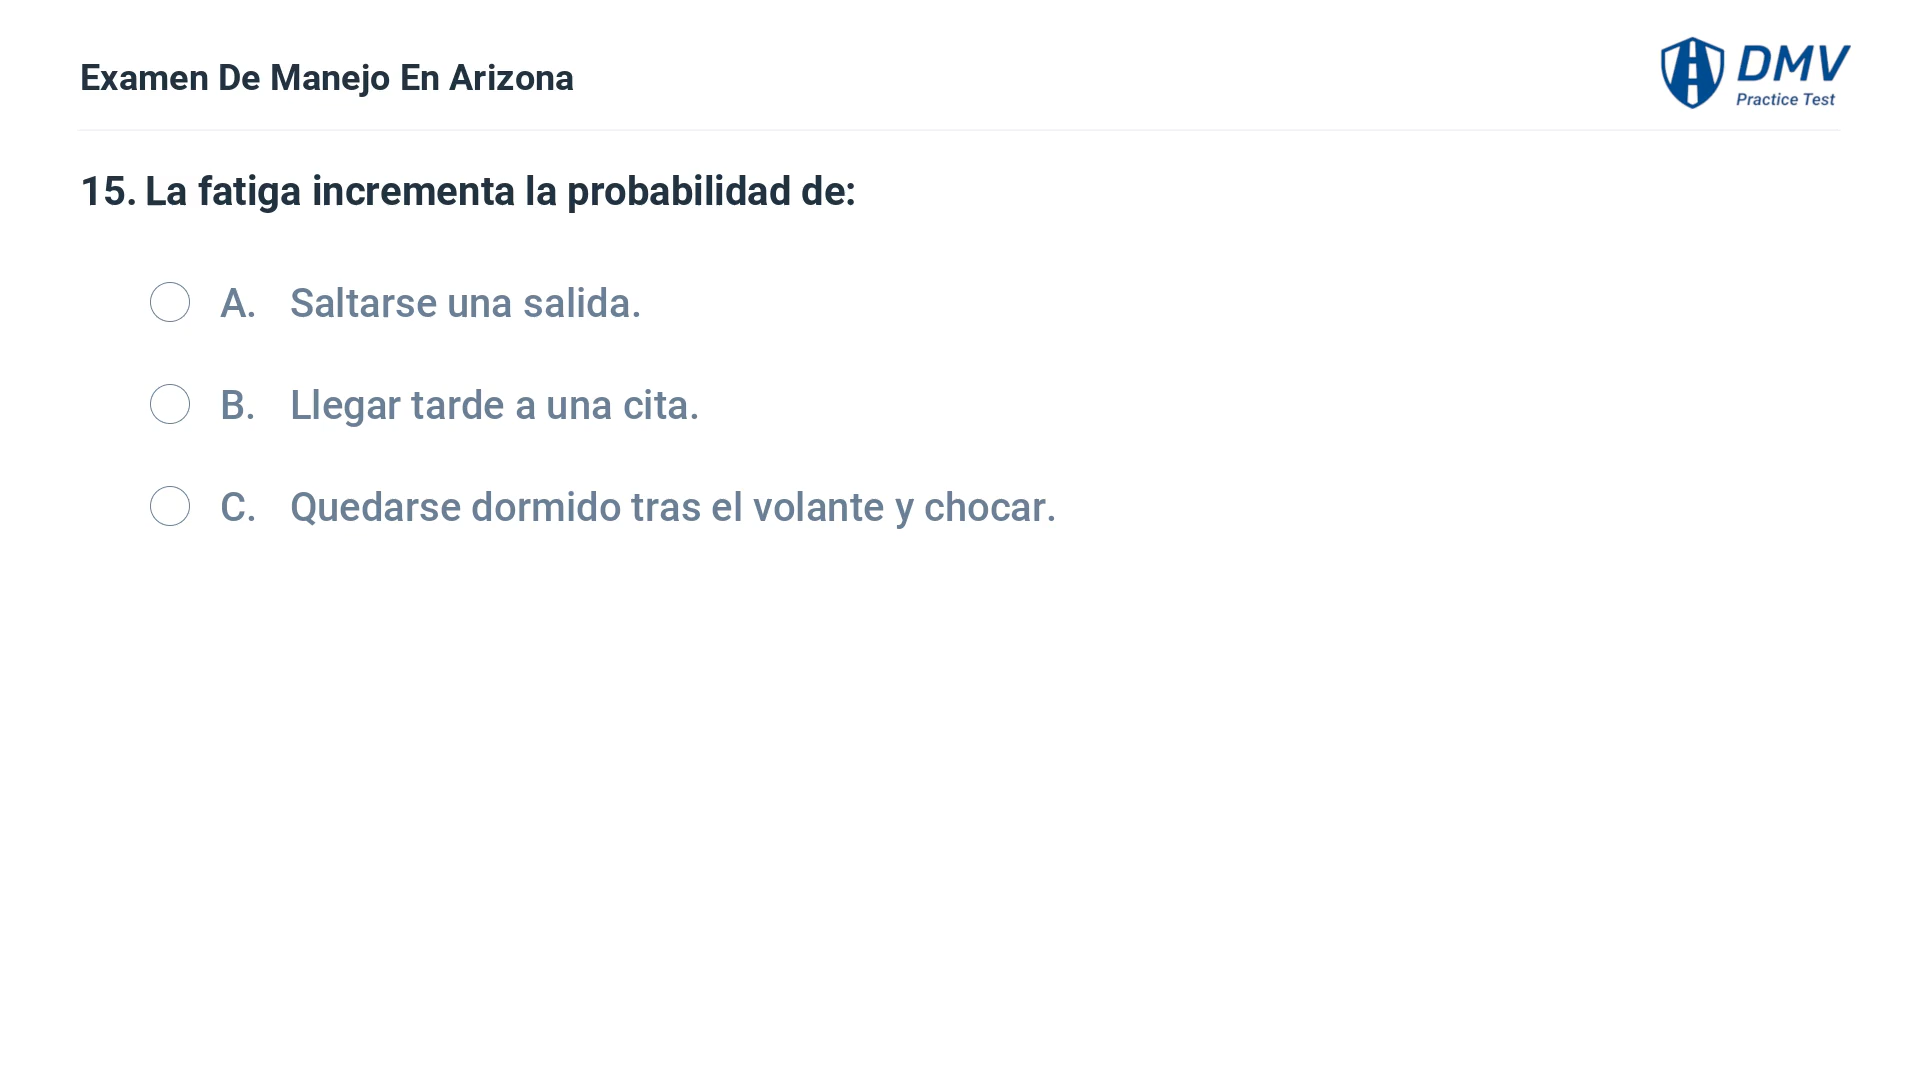 Examen De Manejo En Arizona
DMV
Practice Test
15. La fatiga incrementa la probabilidad de:
A. Saltarse una salida.
B. Llegar tarde a una cita.
C. Quedarse dormido tras el volante y chocar.